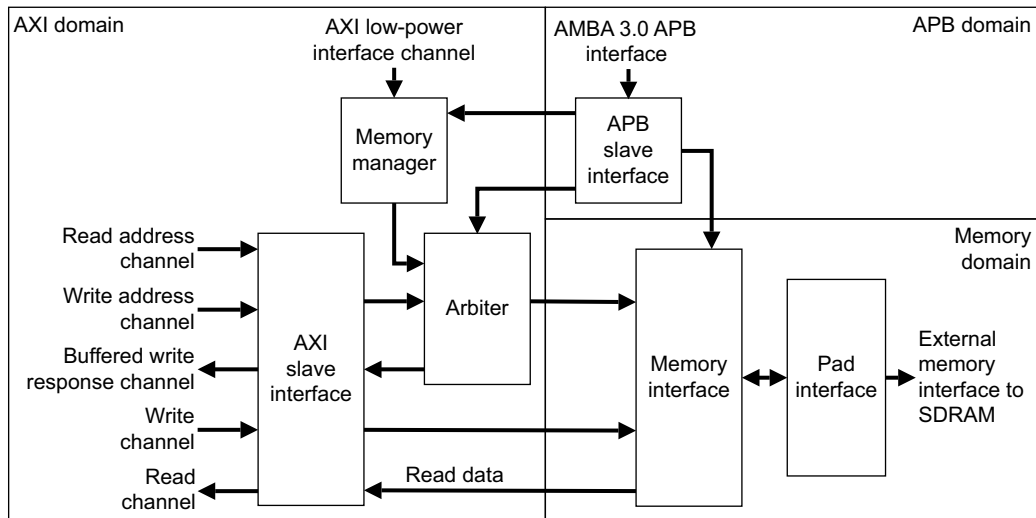 AXI domain
AXI low-power
interface channel
AMBA 3.0 APB
interface
APB domain
Memory
manager
APB
slave
interface
Read address
channel
Write address
channel
Buffered write
response channel
Write
channel
Read
channel
AXI
slave
interface
Arbiter
Read data
Memory
domain
Memory
interface
Pad
interface
External
memory
interface to
SDRAM